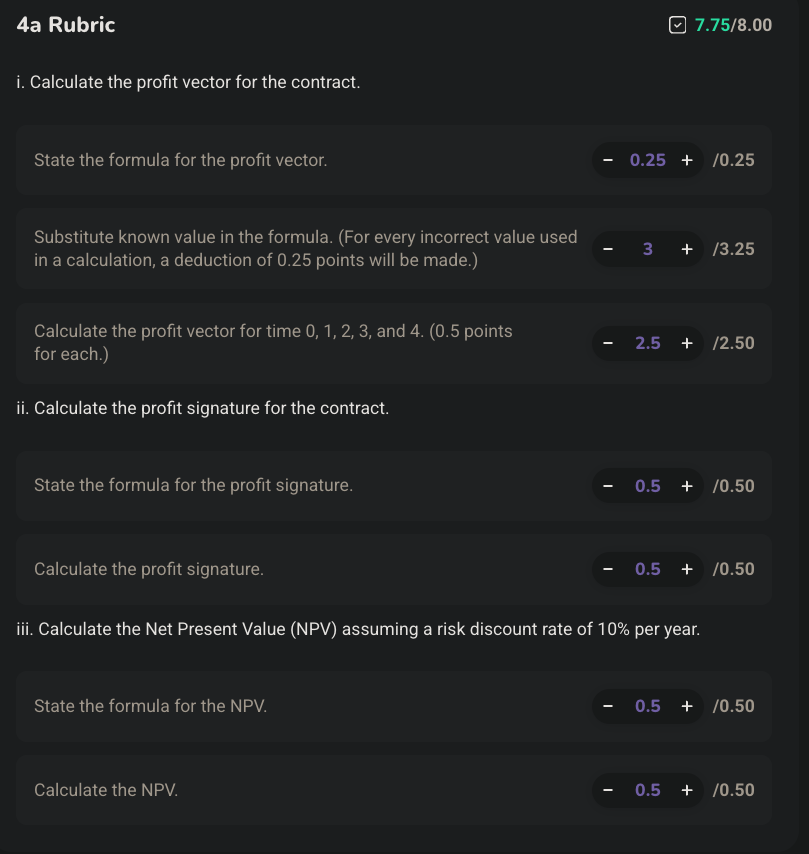 4a Rubric
7.75/8.00
i. Calculate the profit vector for the contract.
State the formula for the profit vector.
- 0.25 + /0.25
Substitute known value in the formula. (For every incorrect value used
in a calculation, a deduction of 0.25 points will be made.)
- 3 + /3.25
Calculate the profit vector for time 0, 1, 2, 3, and 4. (0.5 points
for each.)
- 2.5 + /2.50
ii. Calculate the profit signature for the contract.
State the formula for the profit signature.
- 0.5 + /0.50
Calculate the profit signature.
- 0.5 + /0.50
iii. Calculate the Net Present Value (NPV) assuming a risk discount rate of 10% per year.
State the formula for the NPV.
- 0.5 + /0.50
Calculate the NPV.
- 0.5 + /0.50